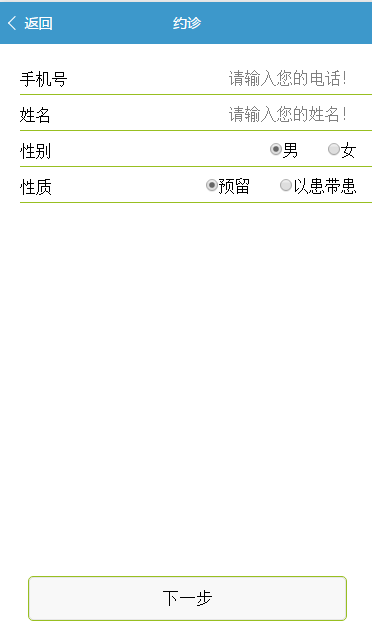 返回 约诊
手机号 请输入您的电话!
姓名 请输入您的姓名!
性别 男 女
性质 预留 以患带患
下一步